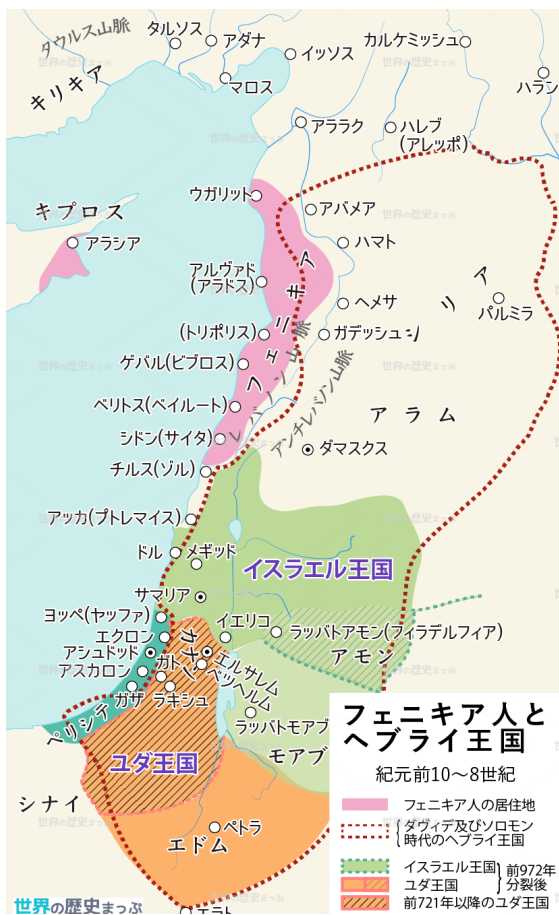 タウルス山脈
タルソス
アダナ
イッソス
カルケミッシュ
キリキア
マロス
ハラン
アララク
ハレブ
(アレッポ)
ウガリット
アバメア
キプロス
アラシア
ハマト
アルヴァド
(アラドス)
フェニキア
ヘメサ
シリア
パルミラ
(トリポリス)
ガデッシュ
ゲバル(ビブロス)
レバノン山脈
アンチレバノン山脈
ベリトス(ベイルート)
アラム
シドン(サイタ)
ダマスクス
チルス(ゾル)
アッカ(プトレマイス)
ドル
メギッド
イスラエル王国
サマリア
ヨッペ(ヤッファ)
イエリコ
エクロン
カナン
ラッバトアモン(フィラデルフィア)
アシュドッド
アモン
ガト
エルサレム
アスカロン
ベツヘルム
ガザ
ラキシュ
ペリシテ
ラッバトモアブ
ユダ王国
モアブ
シナイ
エドム
ペトラ
エラト
フェニキア人と
ヘブライ王国
紀元前10〜8世紀
フェニキア人の居住地
ダヴィデ及びソロモン
時代のヘブライ王国
イスラエル王国
ユダ王国
前972年
分裂後
前721年以降のユダ王国
世界の歴史まっぷ